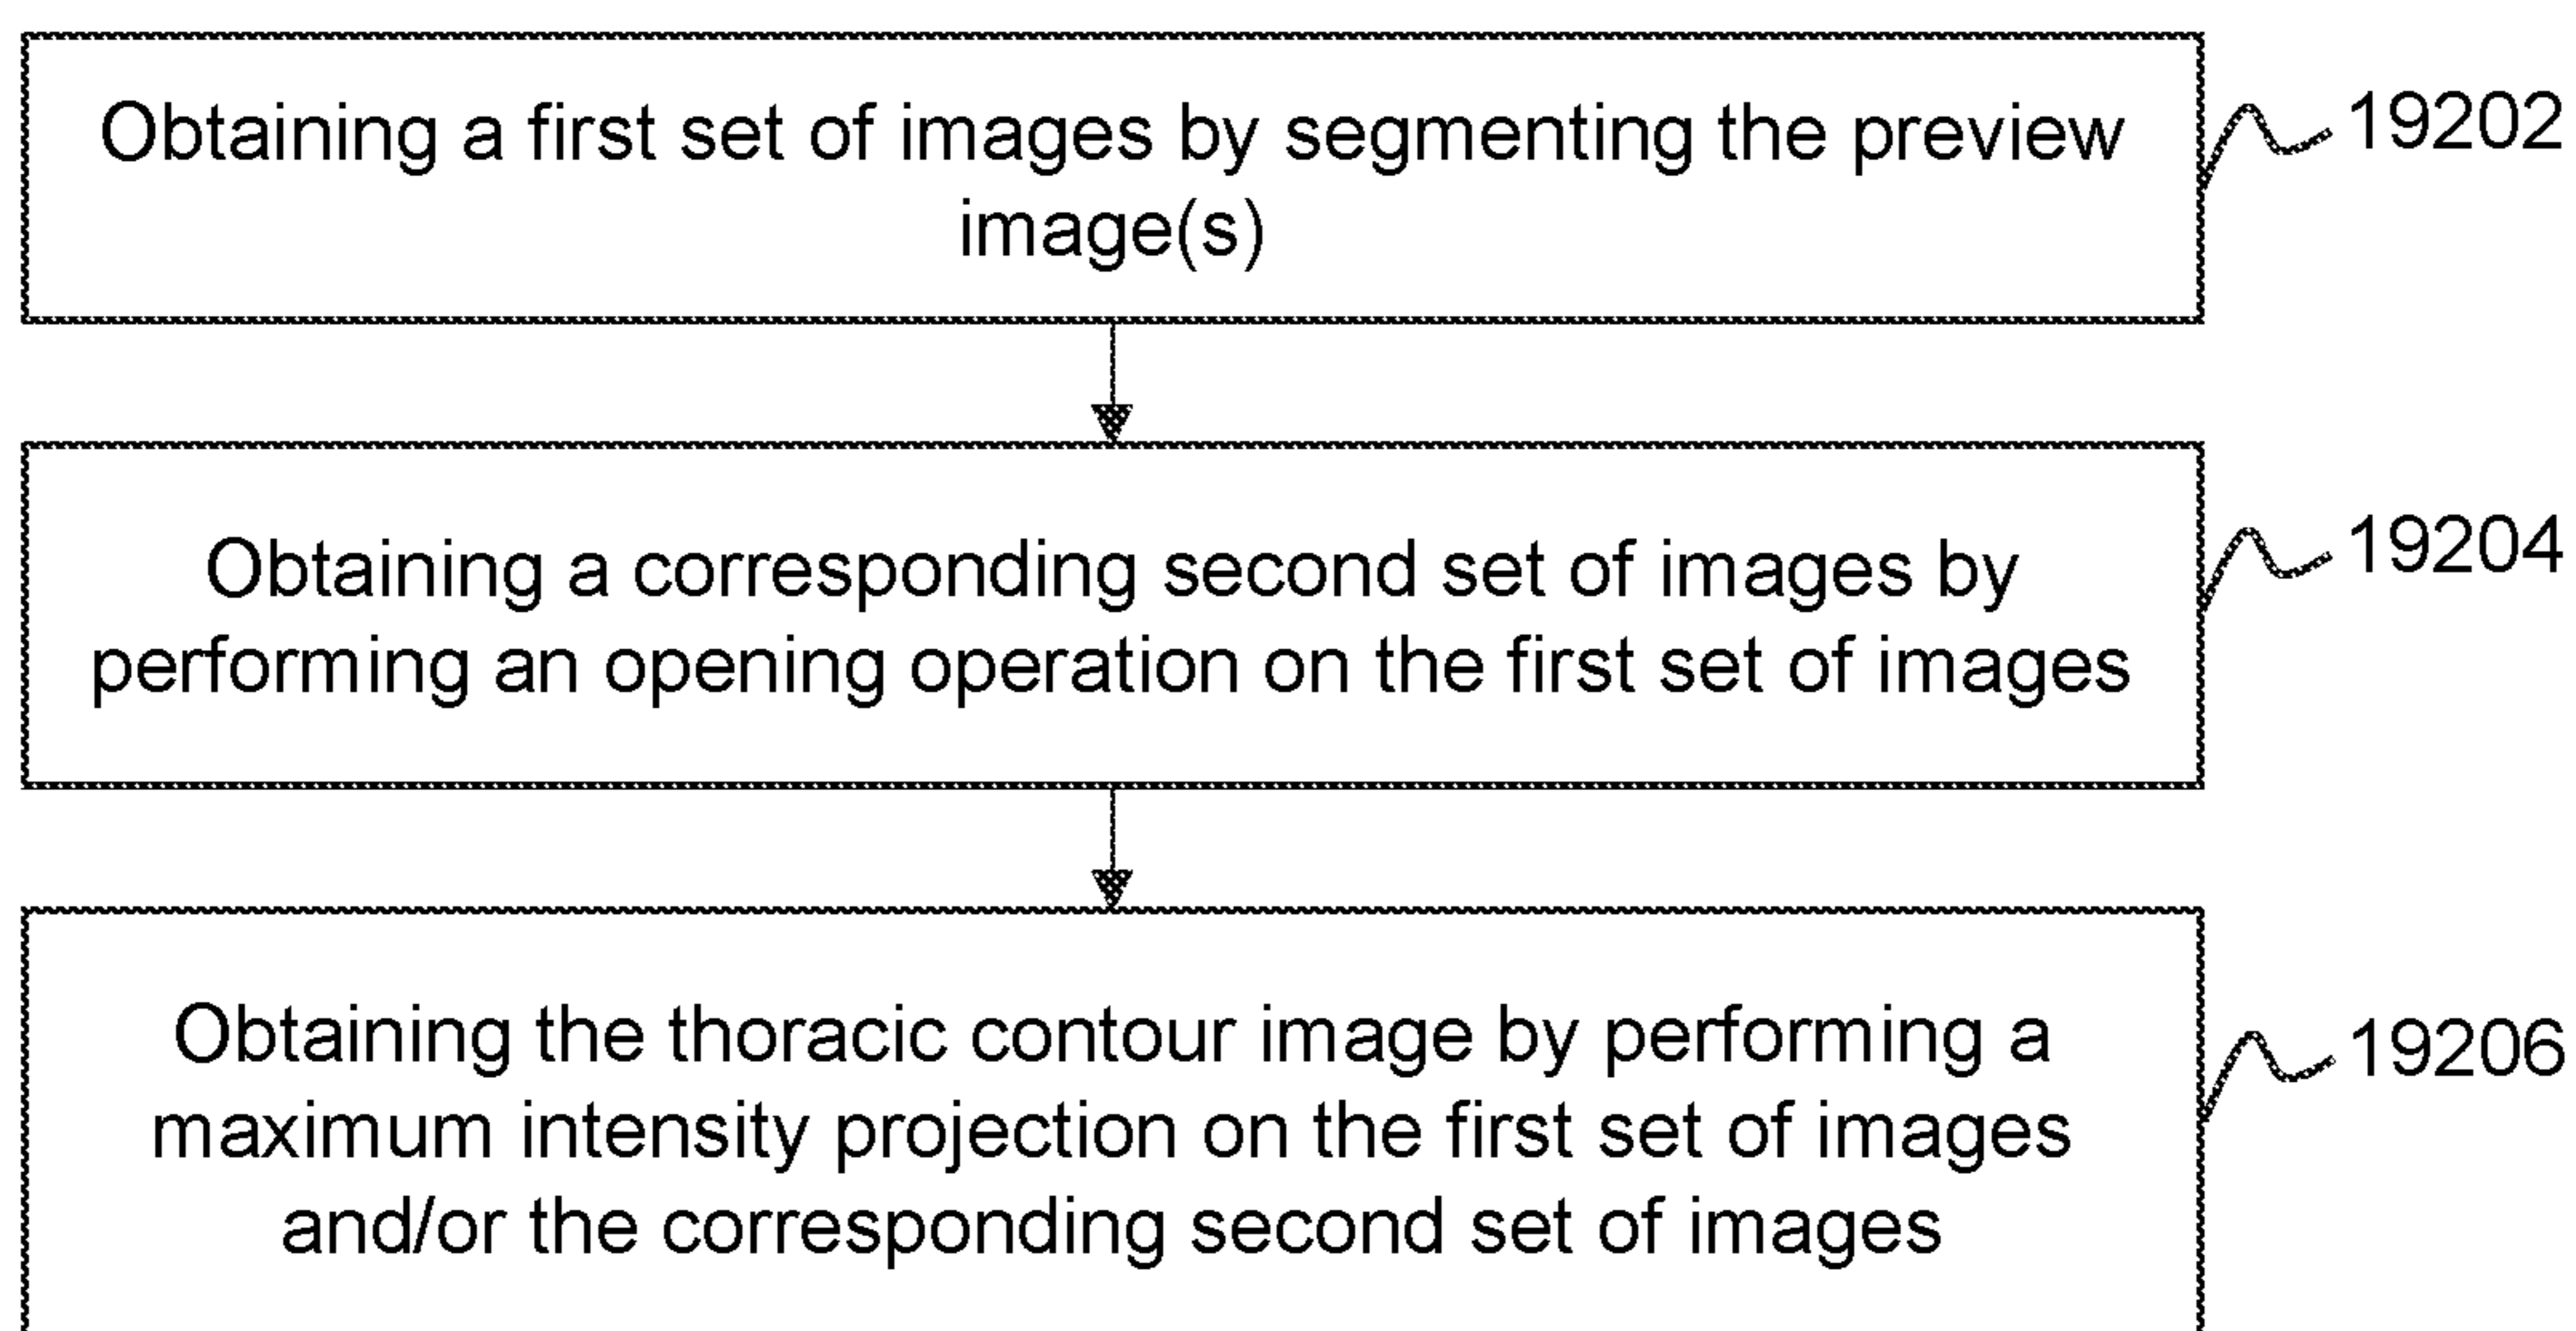 Obtaining a first set of images by segmenting the preview
image(s)
19202
Obtaining a corresponding second set of images by
performing an opening operation on the first set of images
19204
Obtaining the thoracic contour image by performing a
maximum intensity projection on the first set of images
and/or the corresponding second set of images
19206